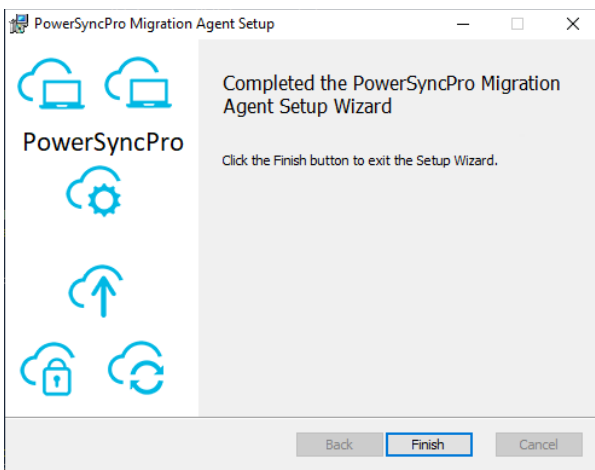 PowerSyncPro Migration Agent Setup
Completed the PowerSyncPro Migration
Agent Setup Wizard
PowerSyncPro
Click the Finish button to exit the Setup Wizard.
Back
Finish
Cancel